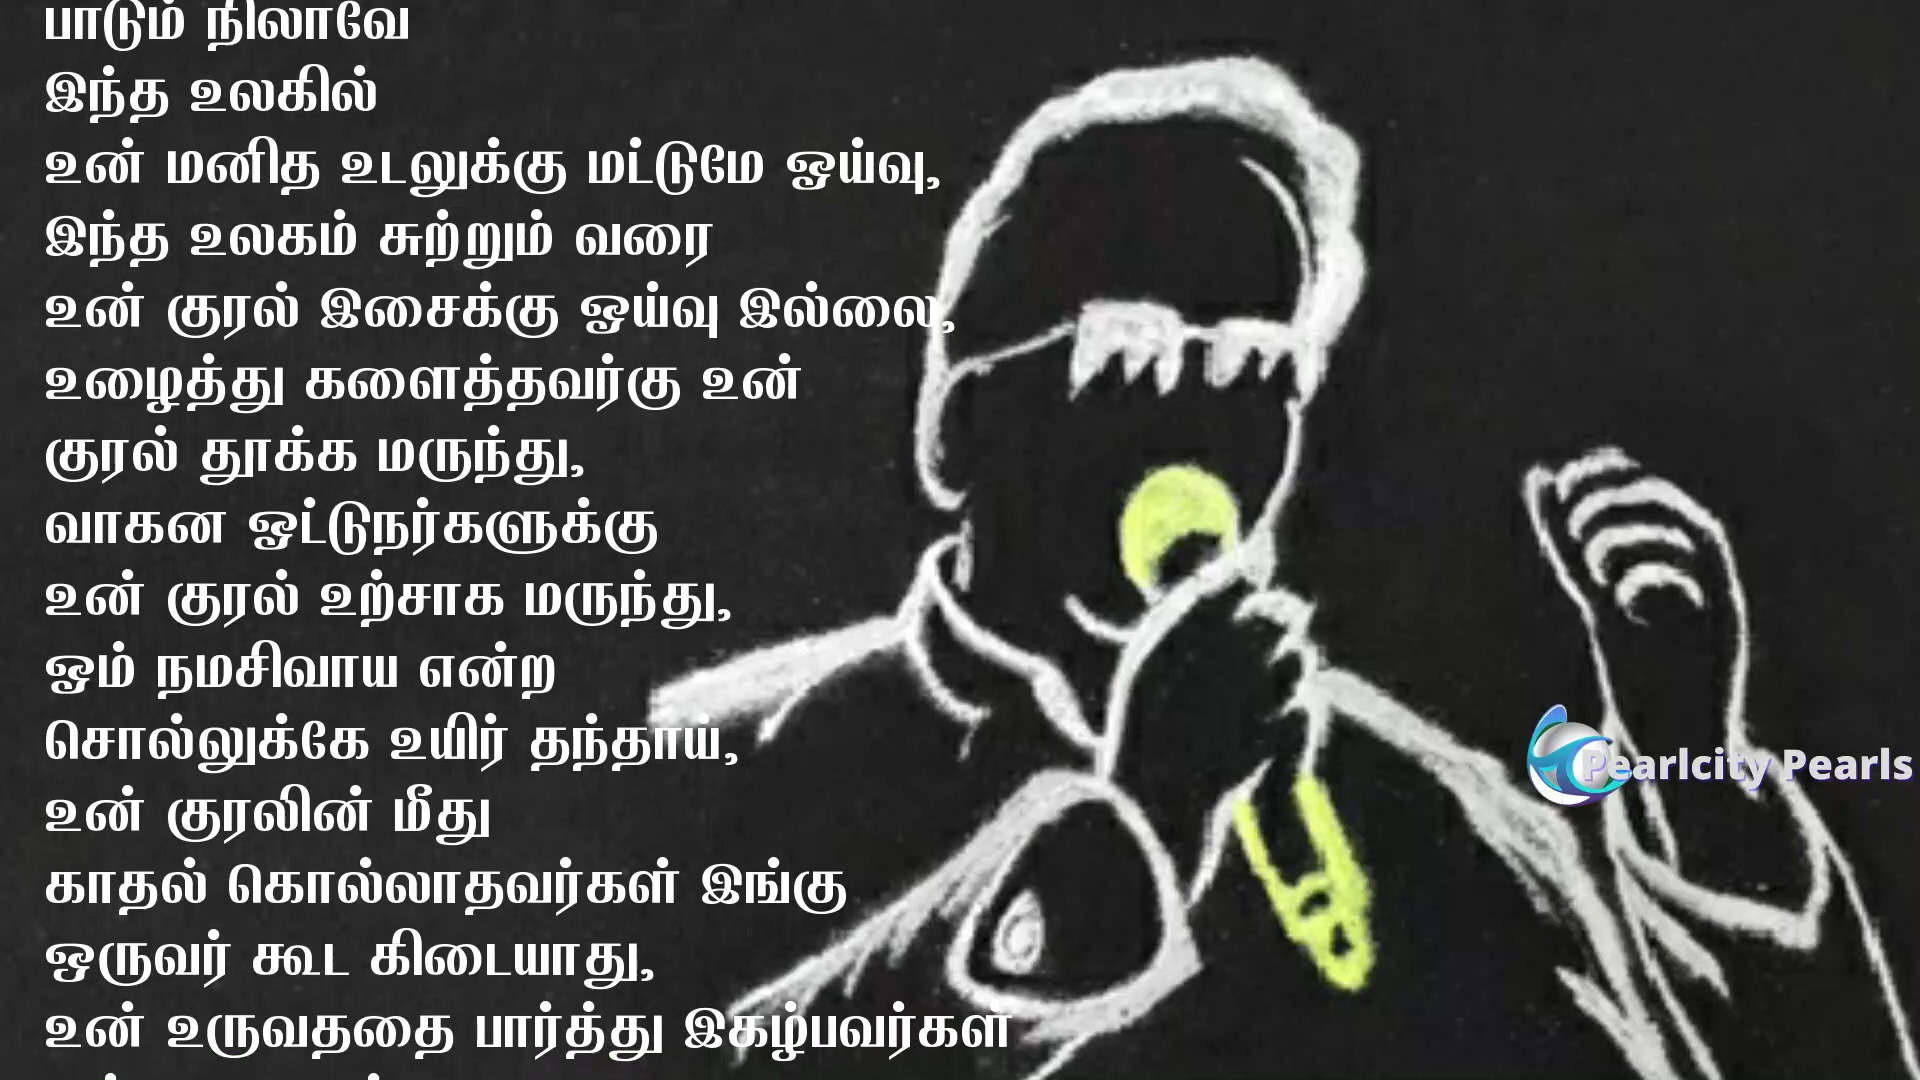 பாடும் நிலாவே
இந்த உலகில்
உன் மனித உடலுக்கு மட்டுமே ஓய்வு,
இந்த உலகம் சுற்றும் வரை
உன் குரல் இசைக்கு ஓய்வு இல்லை,
உழைத்து களைத்தவர்கு உன்
குரல் தூக்க மருந்து,
வாகன ஓட்டுநர்களுக்கு
உன் குரல் உற்சாக மருந்து,
ஓம் நமசிவாய என்ற
சொல்லுக்கே உயிர் தந்தாய்,
உன் குரலின் மீது
காதல் கொல்லாதவர்கள் இங்கு
ஒருவர் கூட கிடையாது,
உன் உருவததை பார்த்து இகழ்பவர்கள்
Pearlcity Pearls